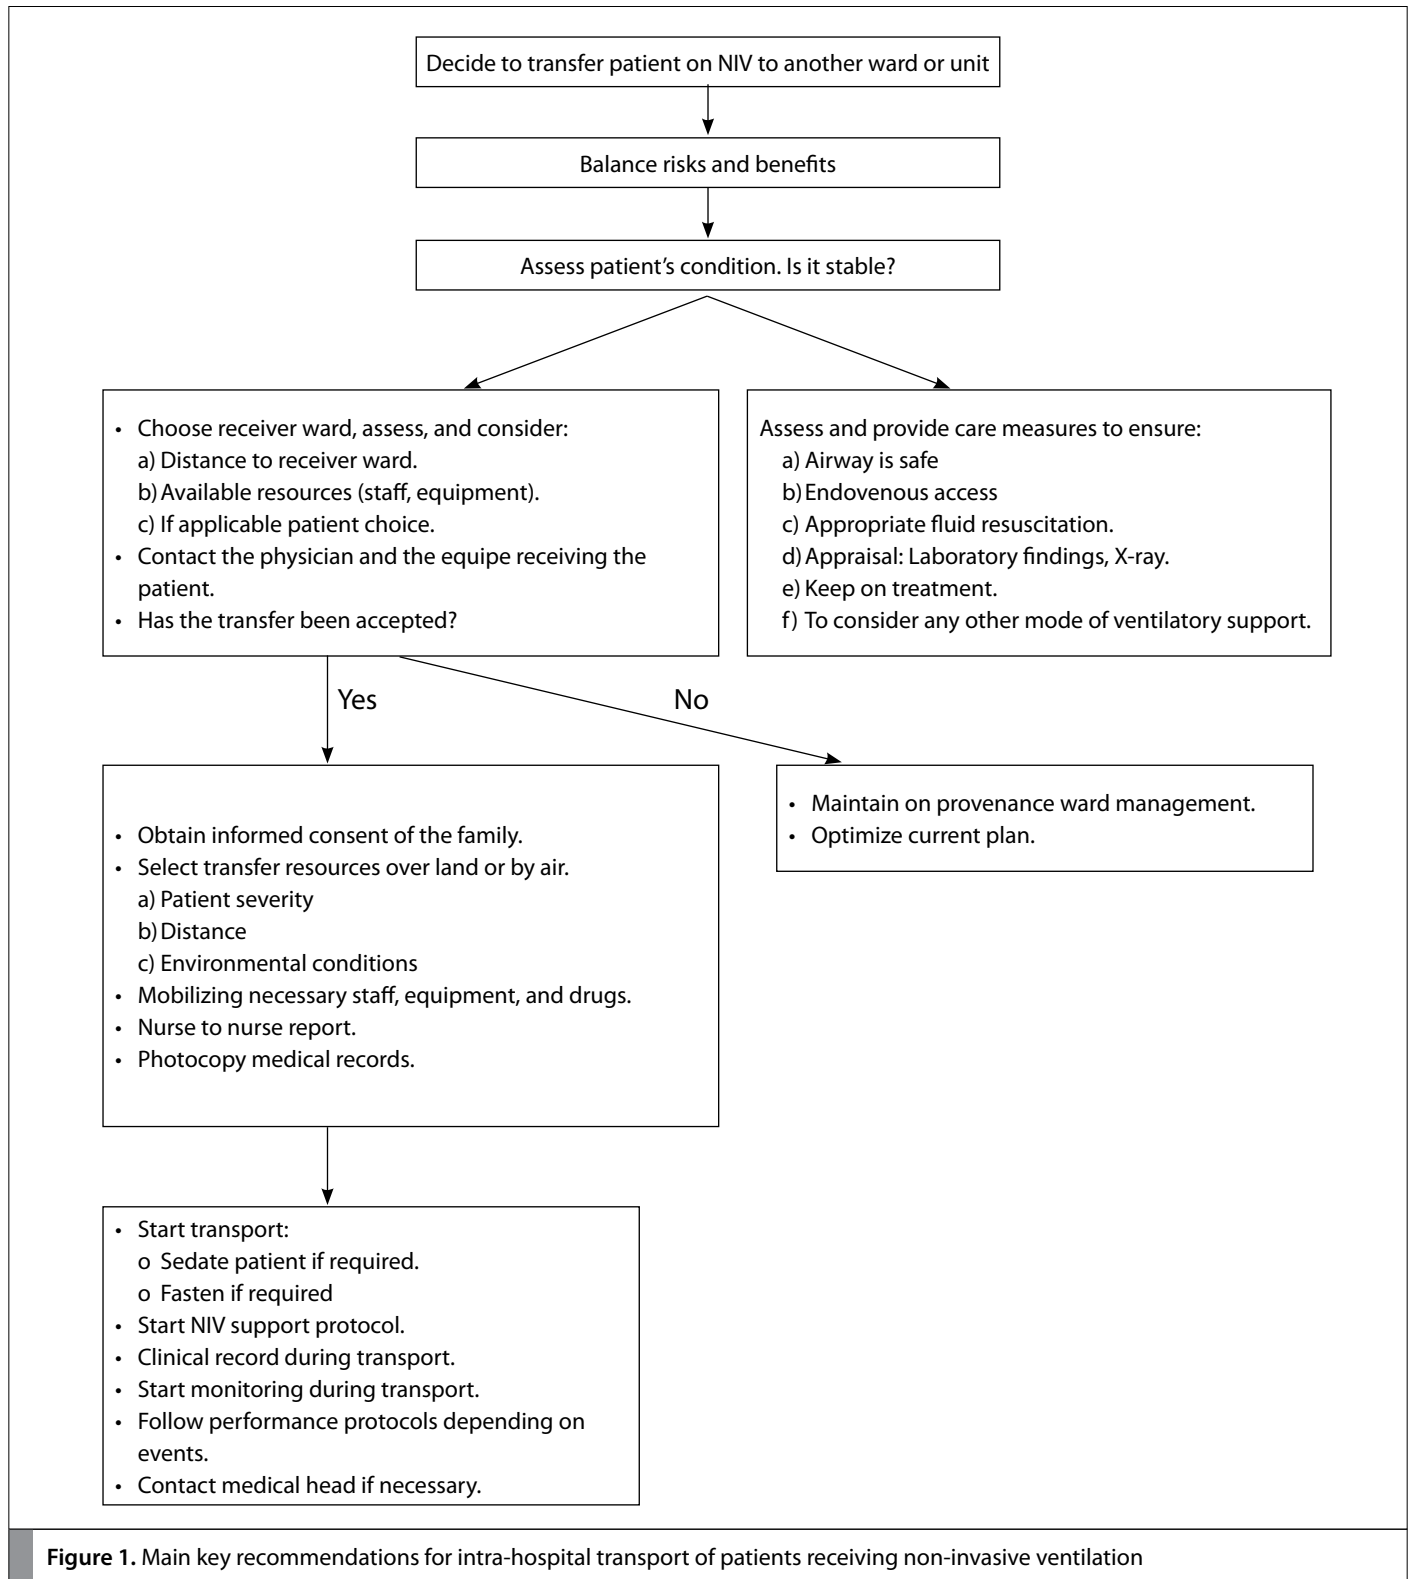 Decide to transfer patient on NIV to another ward or unit
Balance risks and benefits
Assess patient's condition. Is it stable?
• Choose receiver ward, assess, and consider:
a) Distance to receiver ward.
b) Available resources (staff, equipment).
c) If applicable patient choice.
• Contact the physician and the equipe receiving the
patient.
• Has the transfer been accepted?
Assess and provide care measures to ensure:
a) Airway is safe
b) Endovenous access
c) Appropriate fluid resuscitation.
d) Appraisal: Laboratory findings, X-ray.
e) Keep on treatment.
f) To consider any other mode of ventilatory support.
Yes
No
• Obtain informed consent of the family.
• Select transfer resources over land or by air.
a) Patient severity
b) Distance
c) Environmental conditions
• Mobilizing necessary staff, equipment, and drugs.
• Nurse to nurse report.
• Photocopy medical records.
• Maintain on provenance ward management.
• Optimize current plan.
• Start transport:
o Sedate patient if required.
o Fasten if required
• Start NIV support protocol.
• Clinical record during transport.
• Start monitoring during transport.
• Follow performance protocols depending on
events.
• Contact medical head if necessary.
Figure 1. Main key recommendations for intra-hospital transport of patients receiving non-invasive ventilation